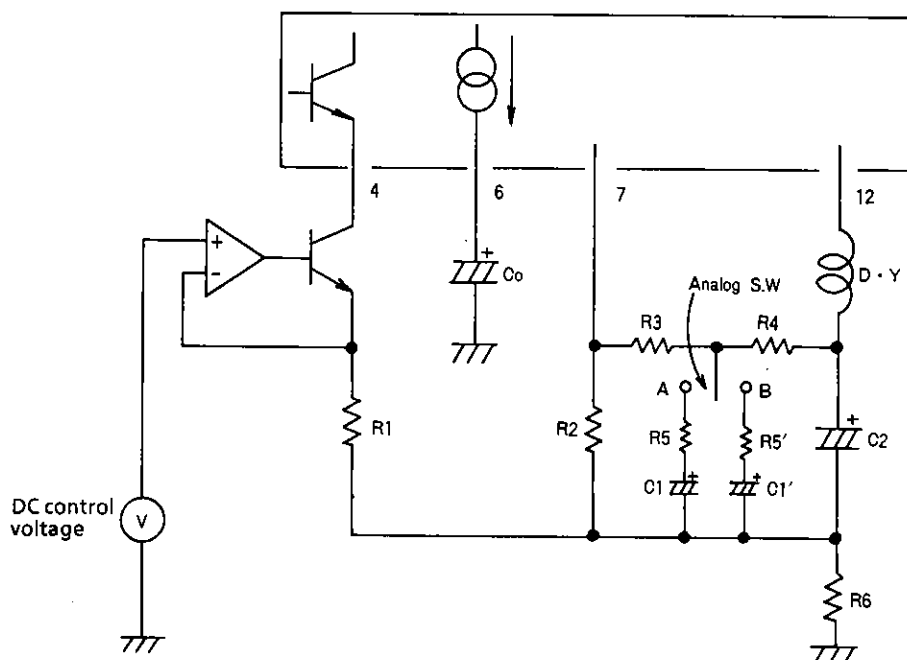 4
6
7
12
+
-
+
Co
D・Y
Analog S.W
R3
R4
A
B
R1
R2
R5
R5'
+
C2
C1
+
+
C1'
DC control
voltage
V
R6